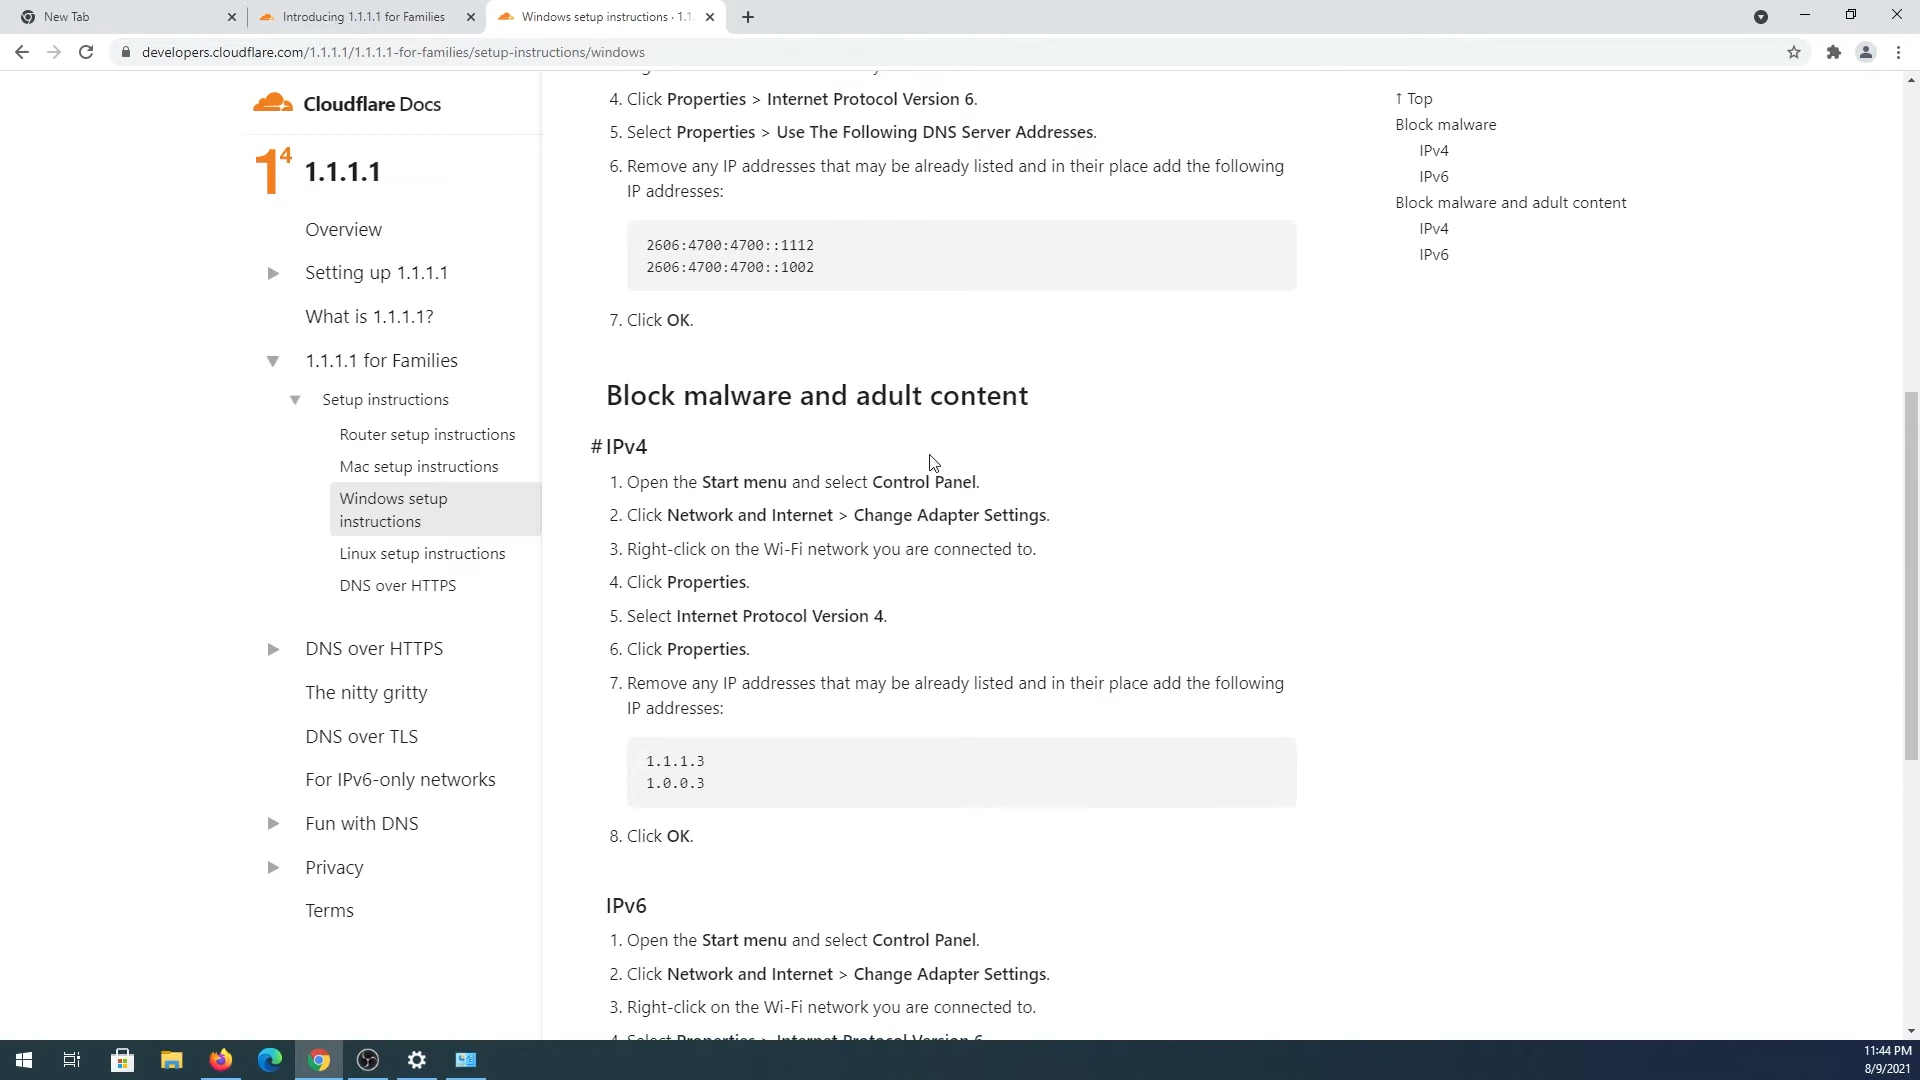 New Tab
Introducing 1.1.1.1 for Families
Windows setup instructions · 1.1.
developers.cloudflare.com/1.1.1.1/1.1.1.1-for-families/setup-instructions/windows
Cloudflare Docs
1⁴ 1.1.1.1
Overview
Setting up 1.1.1.1
What is 1.1.1.1?
1.1.1.1 for Families
Setup instructions
Router setup instructions
Mac setup instructions
Windows setup
instructions
Linux setup instructions
DNS over HTTPS
DNS over HTTPS
The nitty gritty
DNS over TLS
For IPv6-only networks
Fun with DNS
Privacy
Terms
4. Click Properties > Internet Protocol Version 6.
5. Select Properties > Use The Following DNS Server Addresses.
6. Remove any IP addresses that may be already listed and in their place add the following
IP addresses:
2606:4700:4700::1112
2606:4700:4700::1002
7. Click OK.
Block malware and adult content
# IPv4
1. Open the Start menu and select Control Panel.
2. Click Network and Internet > Change Adapter Settings.
3. Right-click on the Wi-Fi network you are connected to.
4. Click Properties.
5. Select Internet Protocol Version 4.
6. Click Properties.
7. Remove any IP addresses that may be already listed and in their place add the following
IP addresses:
1.1.1.3
1.0.0.3
8. Click OK.
IPv6
1. Open the Start menu and select Control Panel.
2. Click Network and Internet > Change Adapter Settings.
3. Right-click on the Wi-Fi network you are connected to.
4. Select Properties > Internet Protocol Version 6
↑ Top
Block malware
IPv4
IPv6
Block malware and adult content
IPv4
IPv6
11:44 PM
8/9/2021